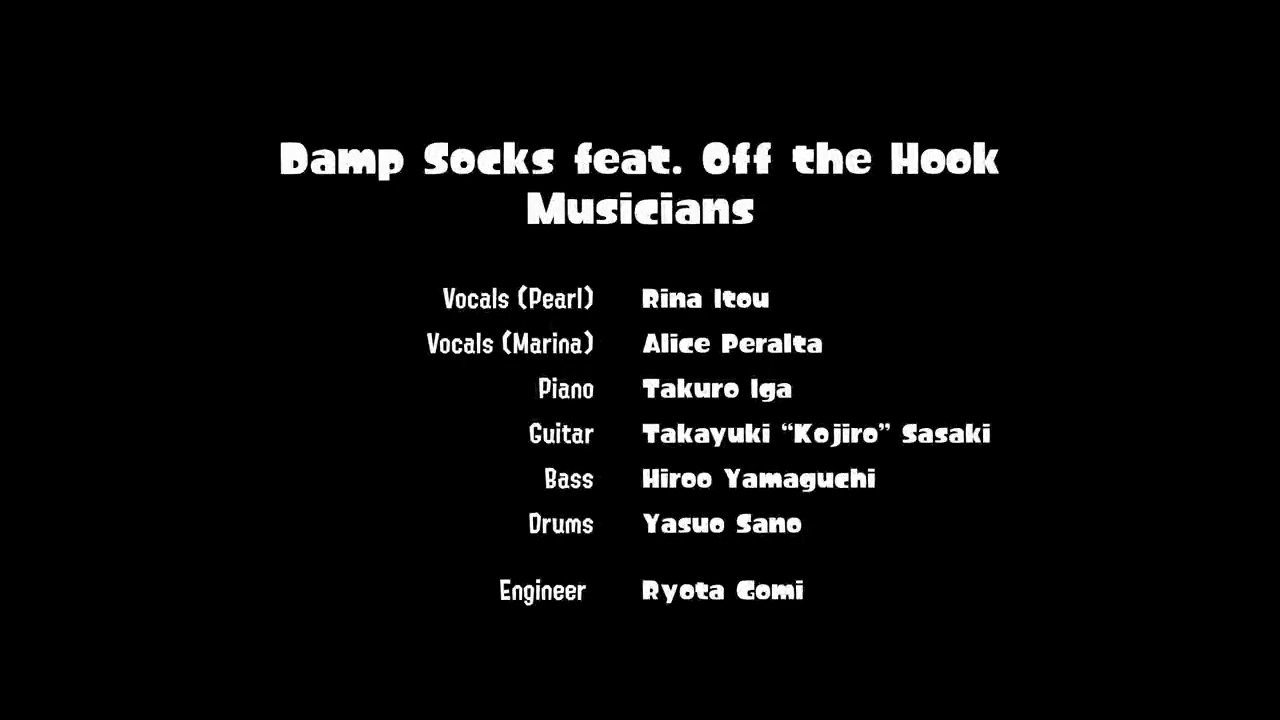 Damp Socks feat. Off the Hook
Musicians
Vocals (Pearl) Rina Itou
Vocals (Marina) Alice Peralta
Piano Takuro Iga
Guitar Takayuki “Kojiro” Sasaki
Bass Hiroo Yamaguchi
Drums Yasuo Sano
Engineer Ryota Gomi